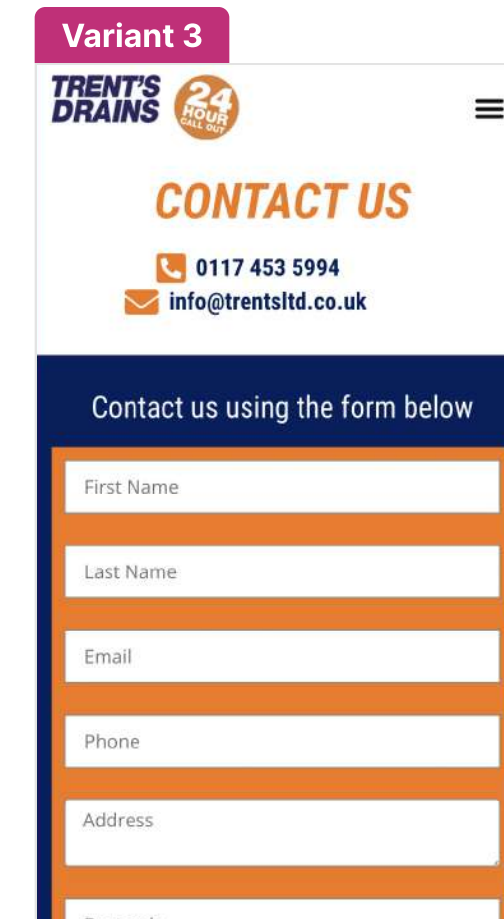 Variant 3
TRENT'S
DRAINS
24
HOUR
CALL OUT
CONTACT US
0117 453 5994
info@trentsltd.co.uk
Contact us using the form below
First Name
Last Name
Email
Phone
Address